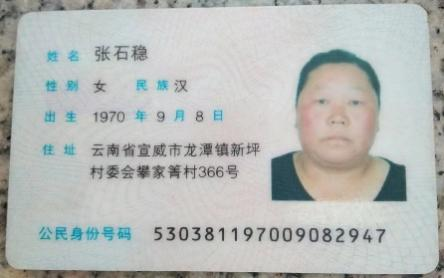 姓名 张石稳
性别 女 民族 汉
出生 1970 年 9 月 8 日
住址 云南省宣威市龙潭镇新坪
村委会攀家箐村366号
公民身份号码 530381197009082947